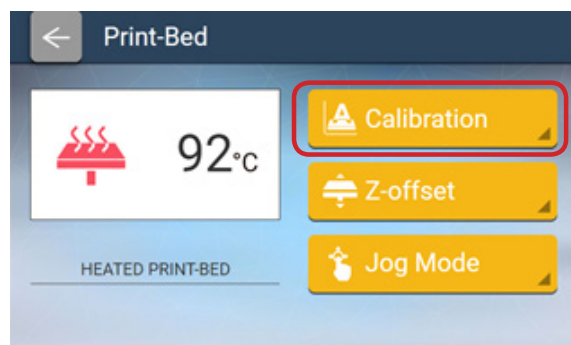 Print-Bed
92°C
HEATED PRINT-BED
Calibration
Z-offset
Jog Mode